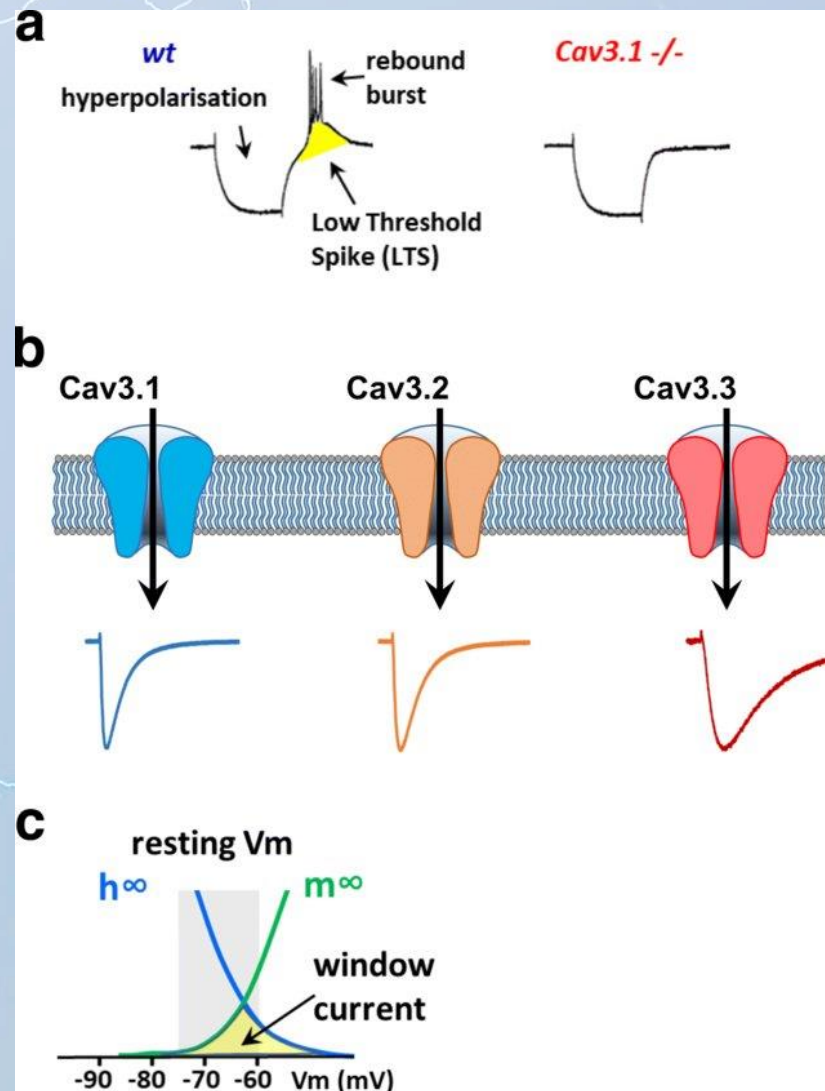 a
wt
hyperpolarisation
rebound
burst
Low Threshold
Spike (LTS)
Cav3.1 -/-
b
Cav3.1
Cav3.2
Cav3.3
c
resting Vm
h∞
m∞
window
current
-90 -80 -70 -60 Vm (mV)